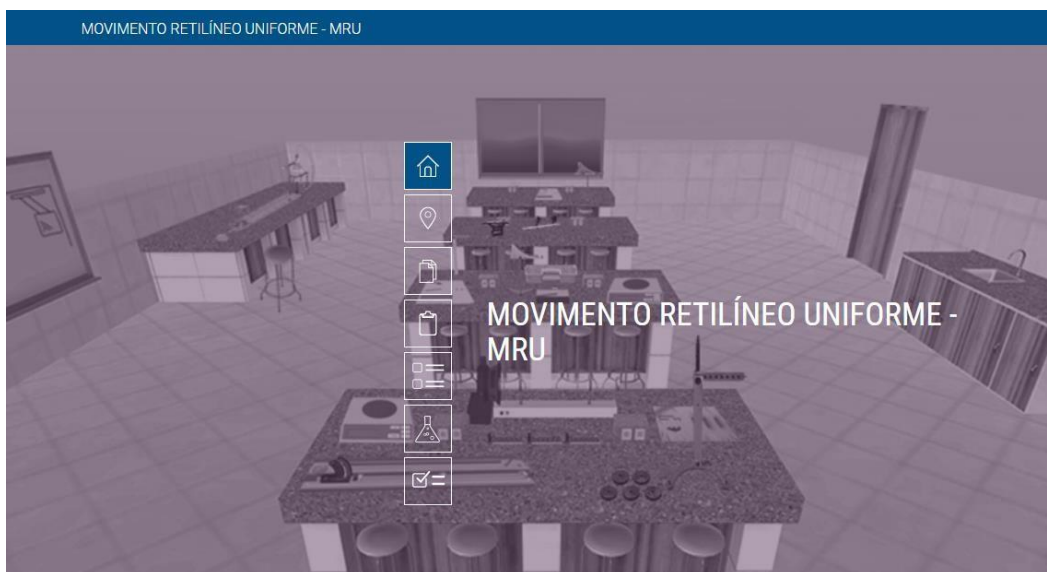 MOVIMENTO RETILÍNEO UNIFORME - MRU
MOVIMENTO RETILÍNEO UNIFORME -
MRU